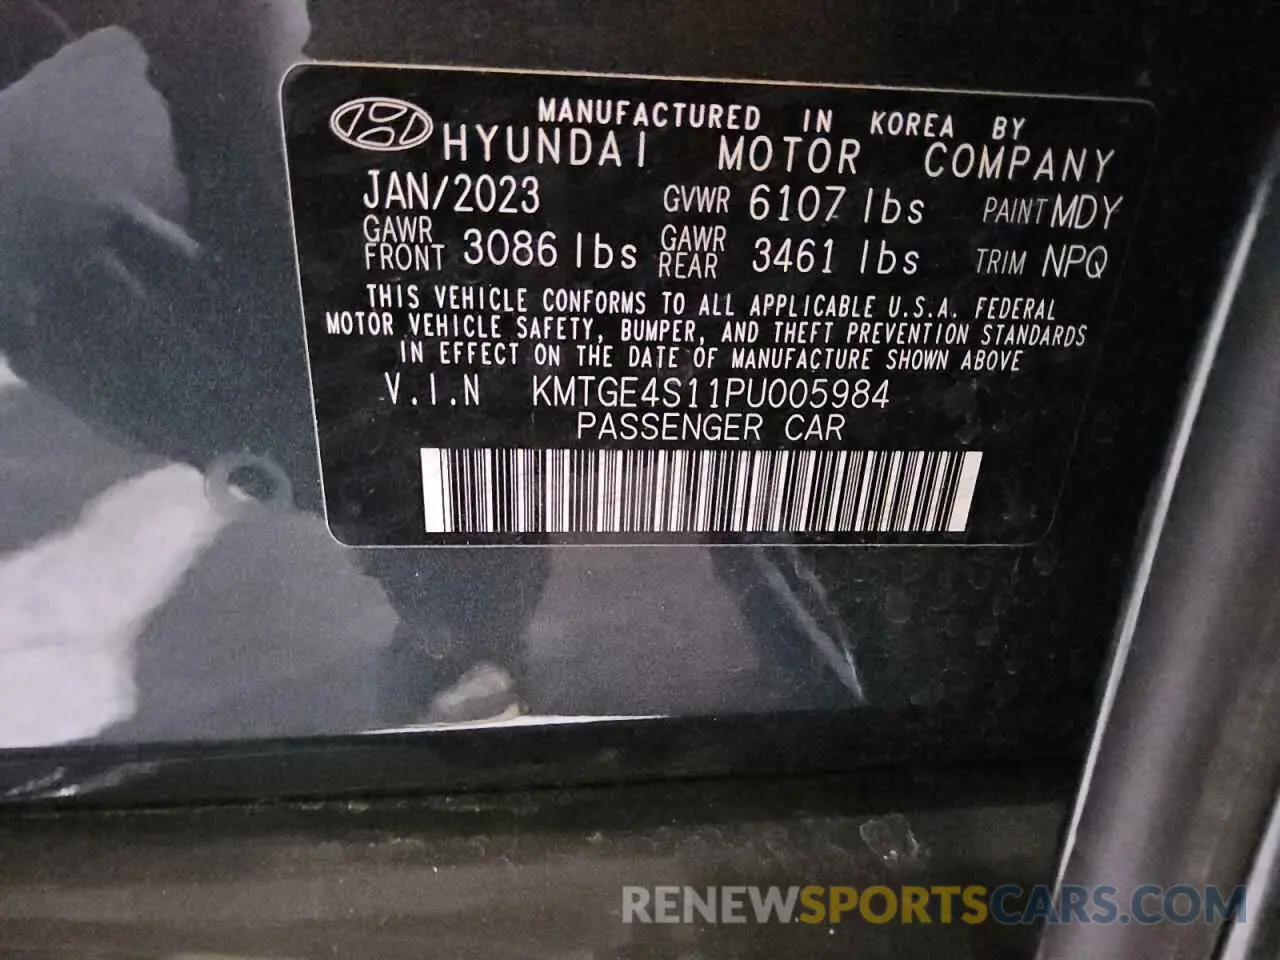 MANUFACTURED IN KOREA BY
HYUNDAI MOTOR COMPANY
JAN/2023 GVWR 6107 lbs PAINT MDY
GAWR FRONT 3086 lbs GAWR REAR 3461 lbs TRIM NPQ
THIS VEHICLE CONFORMS TO ALL APPLICABLE U.S.A. FEDERAL
MOTOR VEHICLE SAFETY, BUMPER, AND THEFT PREVENTION STANDARDS
IN EFFECT ON THE DATE OF MANUFACTURE SHOWN ABOVE
V.I.N KMTGE4S11PU005984
PASSENGER CAR
RENEWSPORTSCARS.COM